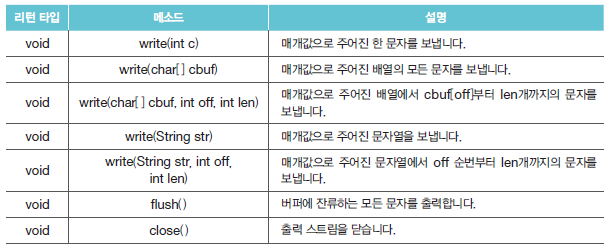 리턴 타입 메소드 설명
void write(int c) 매개값으로 주어진 한 문자를 보냅니다.
void write(char[ ] cbuf) 매개값으로 주어진 배열의 모든 문자를 보냅니다.
void write(char[ ] cbuf, int off, int len) 매개값으로 주어진 배열에서 cbuf[off]부터 len개까지의 문자를
보냅니다.
void write(String str) 매개값으로 주어진 문자열을 보냅니다.
void write(String str, int off, 매개값으로 주어진 문자열에서 off 순번부터 len개까지의 문자를
int len) 보냅니다.
void flush( ) 버퍼에 잔류하는 모든 문자를 출력합니다.
void close( ) 출력 스트림을 닫습니다.